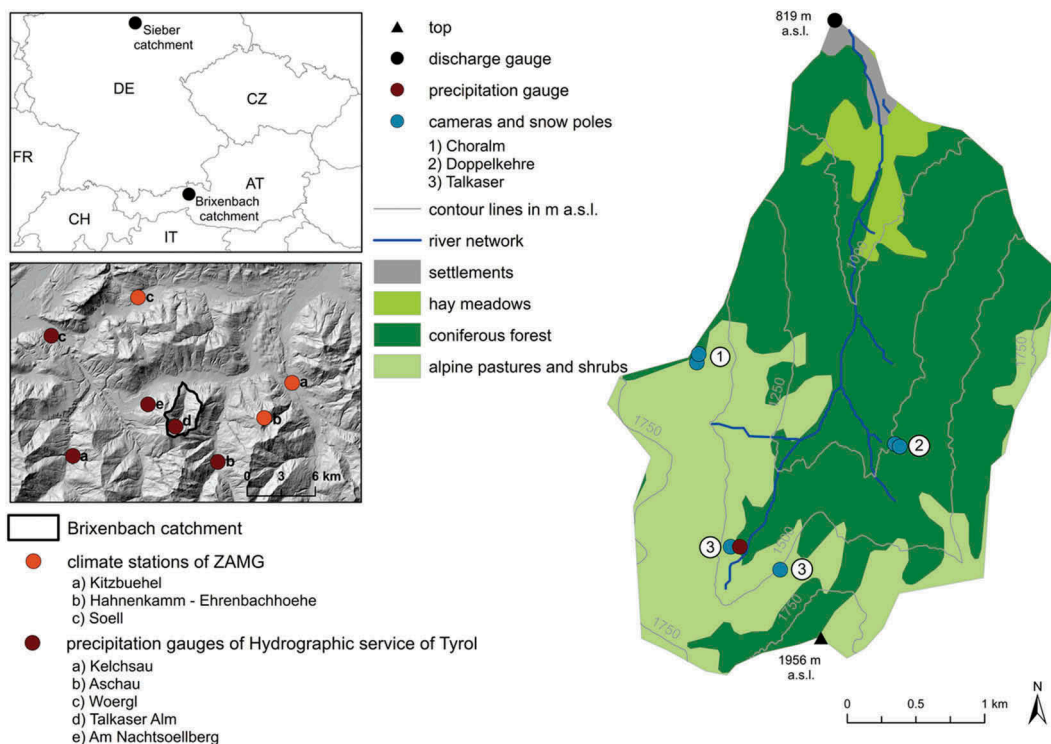 Sieber
catchment
DE
CZ
FR
AT
Brixenbach
catchment
CH
IT
c
c
a
e
b
d
a
b
0 3 6 km
Brixenbach catchment
climate stations of ZAMG
a) Kitzbuehel
b) Hahnenkamm - Ehrenbachhoehe
c) Soell
precipitation gauges of Hydrographic service of Tyrol
a) Kelchsau
b) Aschau
c) Woergl
d) Talkaser Alm
e) Am Nachtsoellberg
top
discharge gauge
precipitation gauge
cameras and snow poles
1) Choralm
2) Doppelkehre
3) Talkaser
contour lines in m a.s.l.
river network
settlements
hay meadows
coniferous forest
alpine pastures and shrubs
819 m
a.s.l.
1000
1750
1
1250
1750
2
3
1500
3
1750
1750
1956 m
a.s.l.
N
0 0.5 1 km